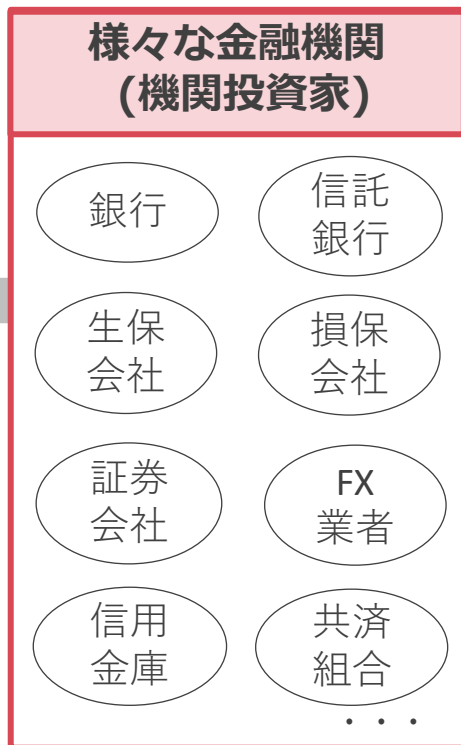 様々な金融機関
(機関投資家)
銀行
信託
銀行
生保
会社
損保
会社
証券
会社
FX
業者
信用
金庫
共済
組合
・・・